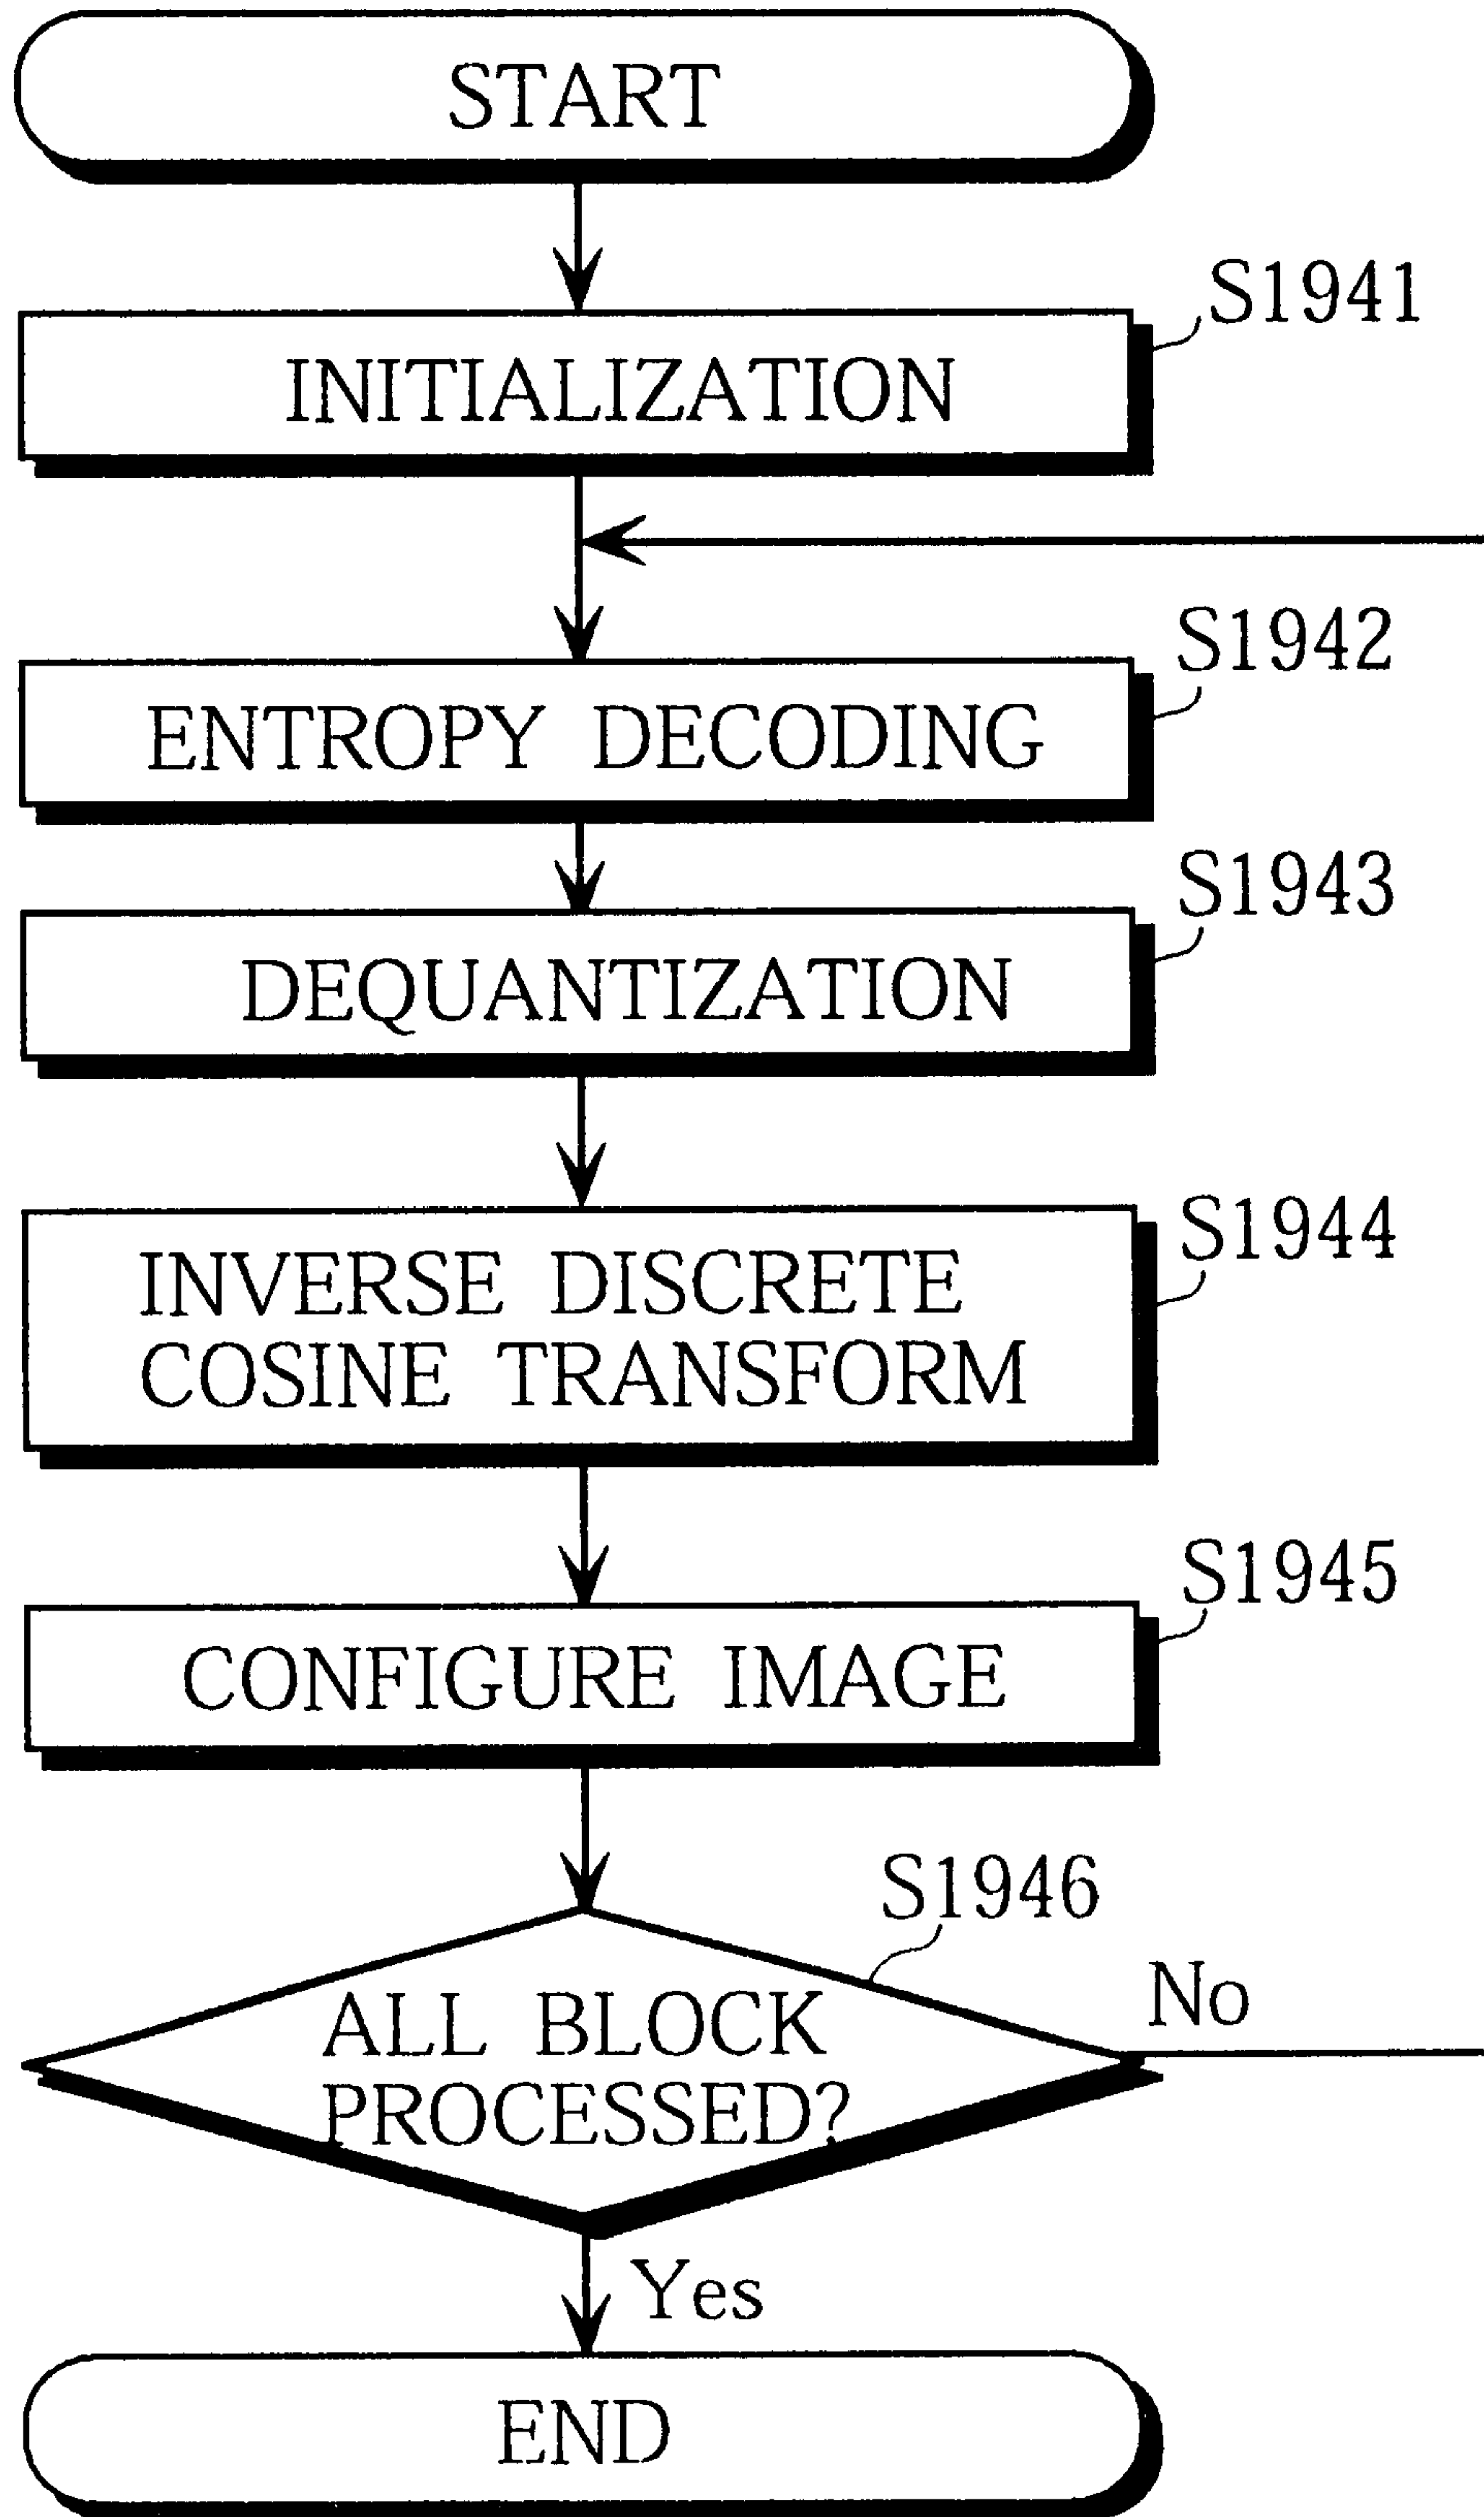 START
S1941
INITIALIZATION
S1942
ENTROPY DECODING
S1943
DEQUANTIZATION
S1944
INVERSE DISCRETE
COSINE TRANSFORM
S1945
CONFIGURE IMAGE
S1946
ALL BLOCK
PROCESSED?
No
Yes
END